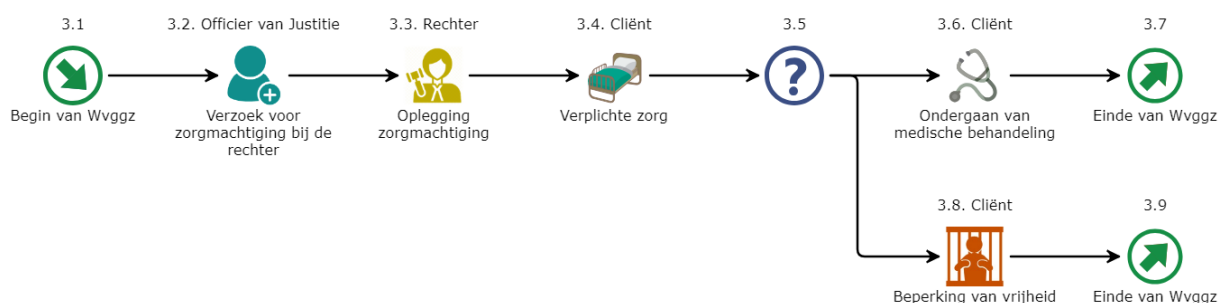 3.1
3.2. Officier van Justitie
3.3. Rechter
3.4. Cliënt
3.5
3.6. Cliënt
3.7
Begin van Wvggz
Verzoek voor
zorgmachtiging bij de
rechter
Oplegging
zorgmachtiging
Verplichte zorg
?
Ondergaan van
medische behandeling
Einde van Wvggz
3.8. Cliënt
3.9
Beperking van vrijheid
Einde van Wvggz